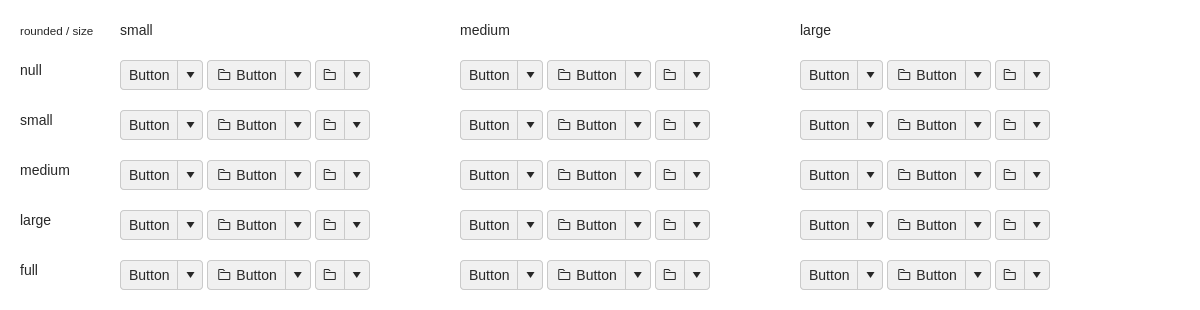 rounded / size small medium large
null Button Button Button Button Button Button
small Button Button Button Button Button Button
medium Button Button Button Button Button Button
large Button Button Button Button Button Button
full Button Button Button Button Button Button